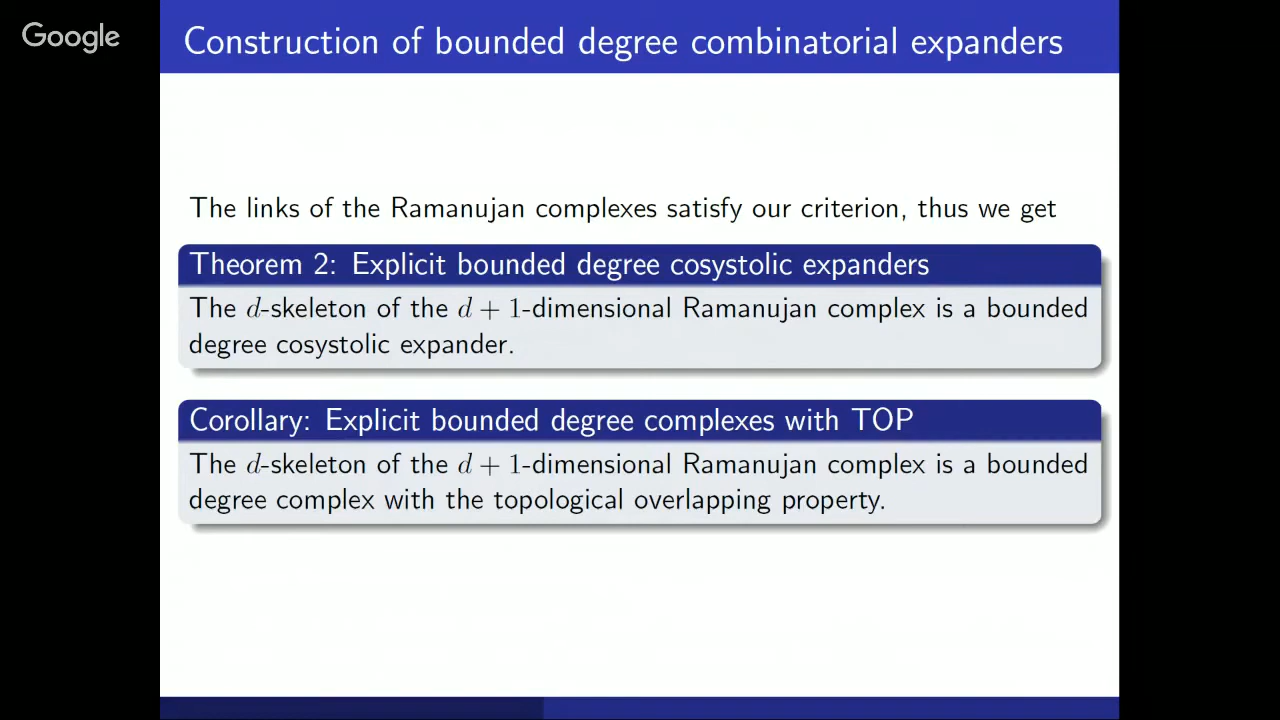 Google
Construction of bounded degree combinatorial expanders
The links of the Ramanujan complexes satisfy our criterion, thus we get
Theorem 2: Explicit bounded degree cosystolic expanders
The d-skeleton of the d + 1-dimensional Ramanujan complex is a bounded
degree cosystolic expander.
Corollary: Explicit bounded degree complexes with TOP
The d-skeleton of the d + 1-dimensional Ramanujan complex is a bounded
degree complex with the topological overlapping property.